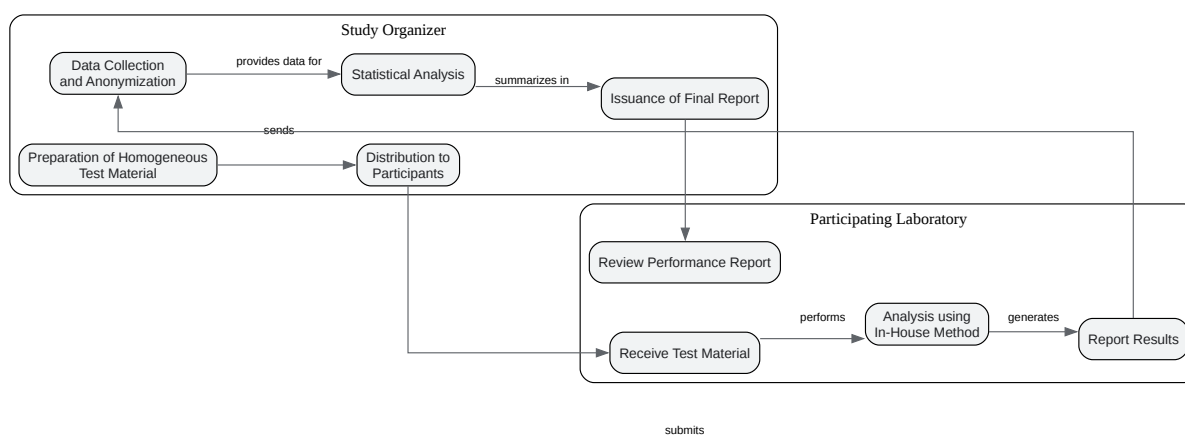 Study Organizer
Data Collection
and Anonymization
provides data for
Statistical Analysis
summarizes in
Issuance of Final Report
sends
Preparation of Homogeneous
Test Material
Distribution to
Participants
Participating Laboratory
Review Performance Report
Receive Test Material
performs
Analysis using
In-House Method
generates
Report Results
submits